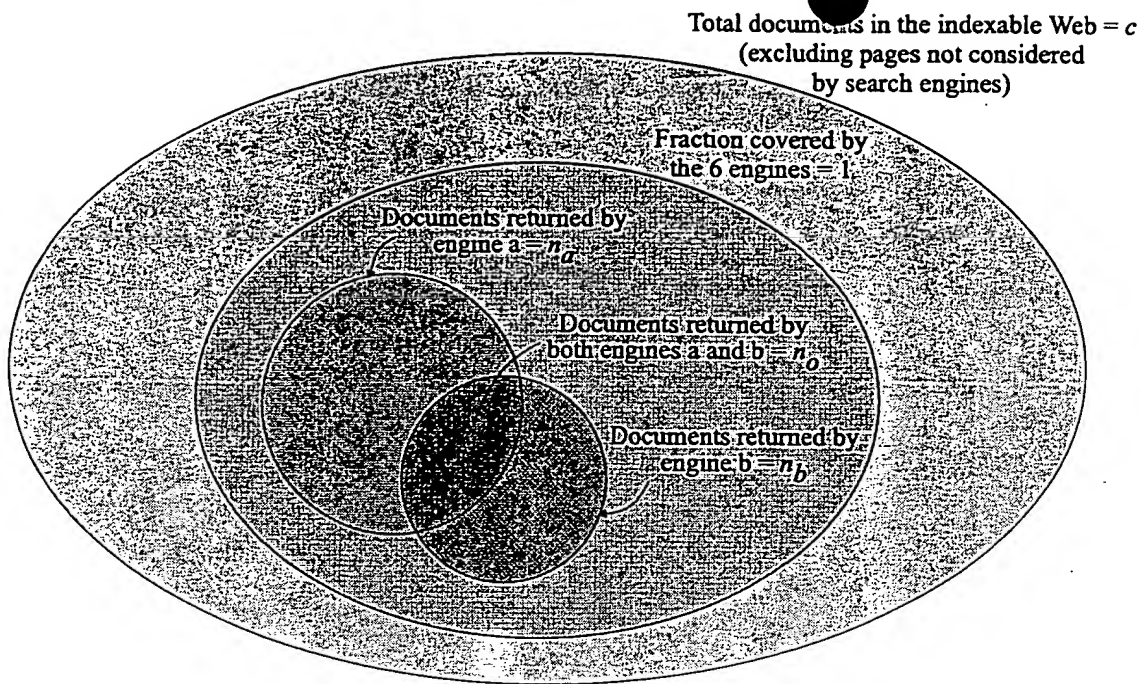 Total documents in the indexable Web = c
(excluding pages not considered
by search engines)
Fraction covered by
the 6 engines = 1
Documents returned by
engine a = n_a
Documents returned by
both engines a and b = n_o
Documents returned by
engine b = n_b